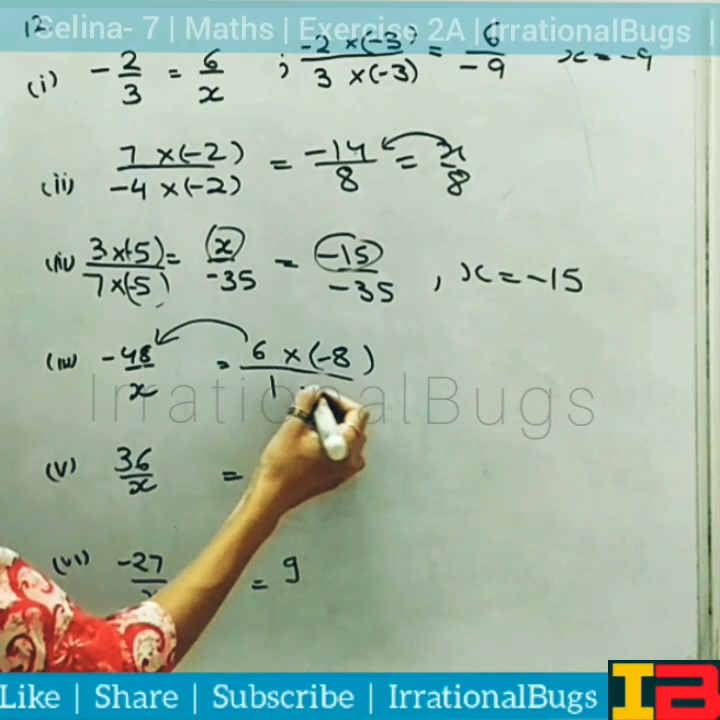 Selina- 7 | Maths | Exercise 2A | IrrationalBugs |
12
(i) -2/3 = 6/x ; -2 ×(-3)/3 ×(-3) = 6/-9 x = -9
(ii) 7 ×(-2)/-4 ×(-2) = -14/8 = x/8
3×(-5)/7×(-5) = x/-35 = -15/-35 , x = -15
-48/x = 6 × (-8)/1
IrrationalBugs
(v) 36/x =
(vi) -27 = 9
Like | Share | Subscribe | IrrationalBugs
IB